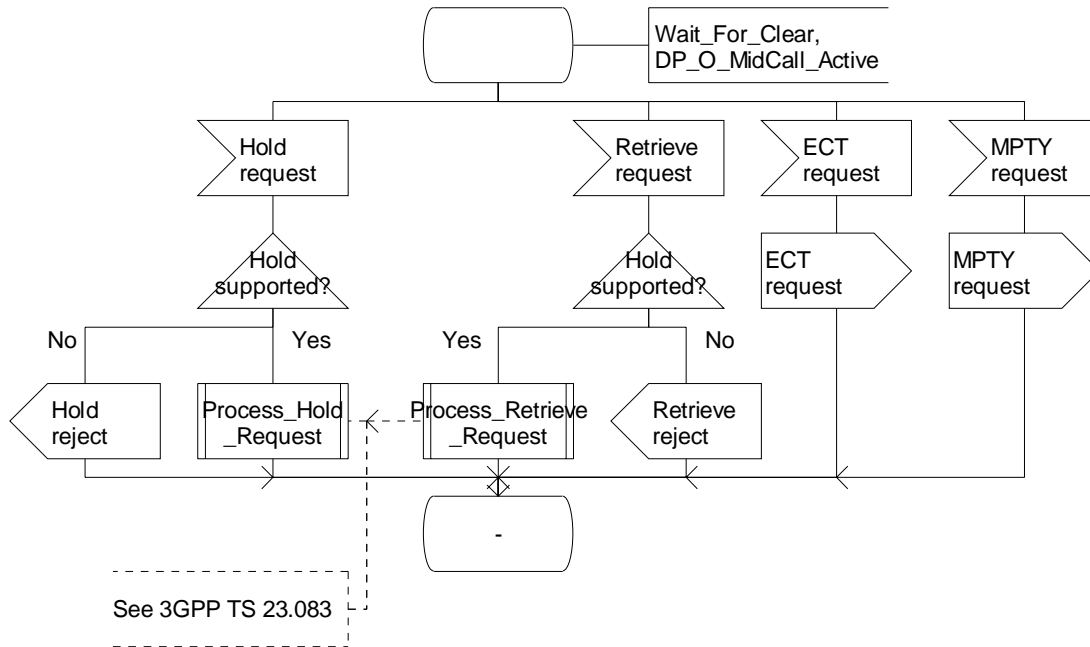 Wait_For_Clear,
DP_O_MidCall_Active
Hold
request
Retrieve
request
ECT
request
MPTY
request
Hold
supported?
Hold
supported?
ECT
request
MPTY
request
No
Yes
Yes
No
Hold
reject
Process_Hold
_Request
Process_Retrieve
_Request
Retrieve
reject
-
See 3GPP TS 23.083